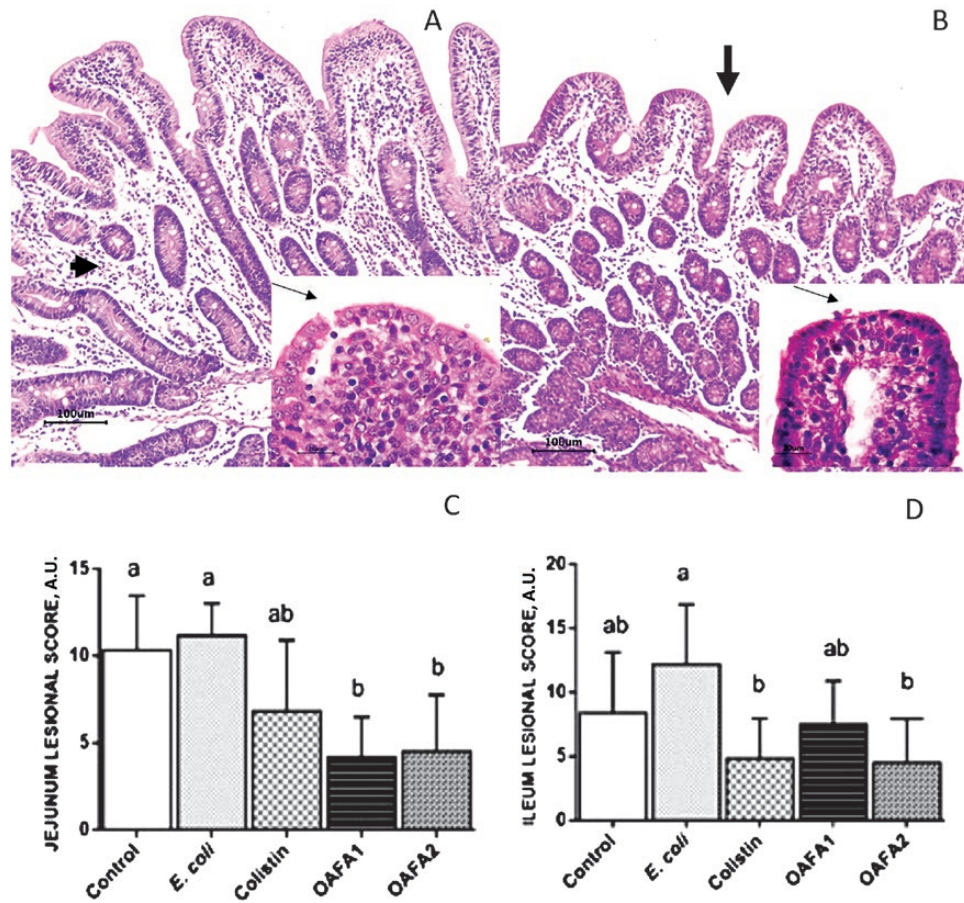 A
B
100um
100um
C
D
JEJUNUM LESIONAL SCORE, A.U.
15
10
5
0
a
a
ab
b
b
Control
E. coli
Colistin
OAFA1
OAFA2
ILEUM LESIONAL SCORE, A.U.
20
15
10
5
0
ab
a
b
ab
b
Control
E. coli
Colistin
OAFA1
OAFA2